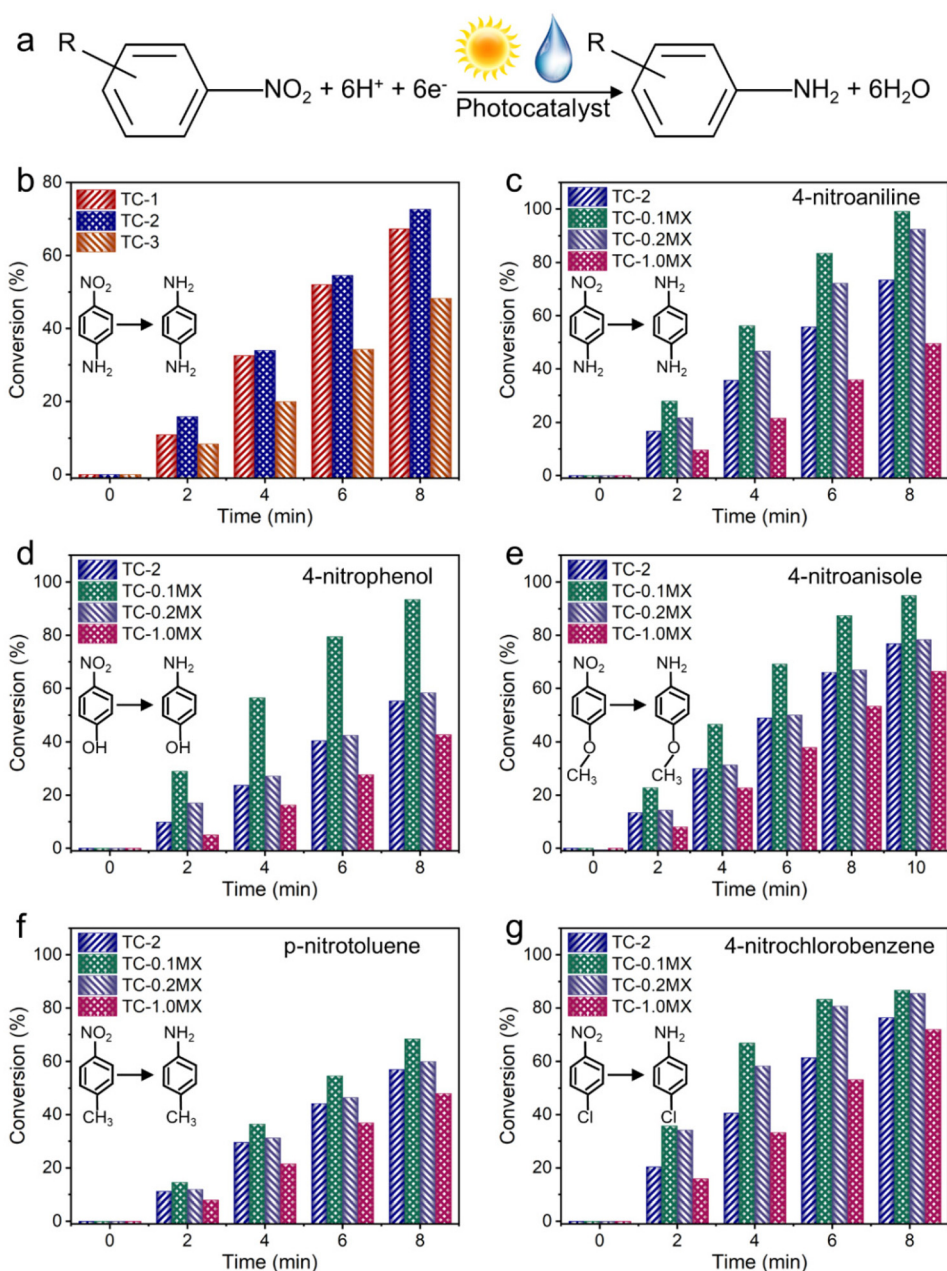 a
R
NO₂ + 6H⁺ + 6e⁻
Photocatalyst
R
NH₂ + 6H₂O
b
TC-1
TC-2
TC-3
NO₂
NH₂
NH₂
NH₂
Conversion (%)
80
60
40
20
0
0 2 4 6 8
Time (min)
c
4-nitroaniline
TC-2
TC-0.1MX
TC-0.2MX
TC-1.0MX
NO₂
NH₂
NH₂
NH₂
Conversion (%)
100
80
60
40
20
0
0 2 4 6 8
Time (min)
d
4-nitrophenol
TC-2
TC-0.1MX
TC-0.2MX
TC-1.0MX
NO₂
NH₂
OH
OH
Conversion (%)
100
80
60
40
20
0
0 2 4 6 8
Time (min)
e
4-nitroanisole
TC-2
TC-0.1MX
TC-0.2MX
TC-1.0MX
NO₂
NH₂
O
O
CH₃
CH₃
Conversion (%)
100
80
60
40
20
0
0 2 4 6 8 10
Time (min)
f
p-nitrotoluene
TC-2
TC-0.1MX
TC-0.2MX
TC-1.0MX
NO₂
NH₂
CH₃
CH₃
Conversion (%)
100
80
60
40
20
0
0 2 4 6 8
Time (min)
g
4-nitrochlorobenzene
TC-2
TC-0.1MX
TC-0.2MX
TC-1.0MX
NO₂
NH₂
Cl
Cl
Conversion (%)
100
80
60
40
20
0
0 2 4 6 8
Time (min)